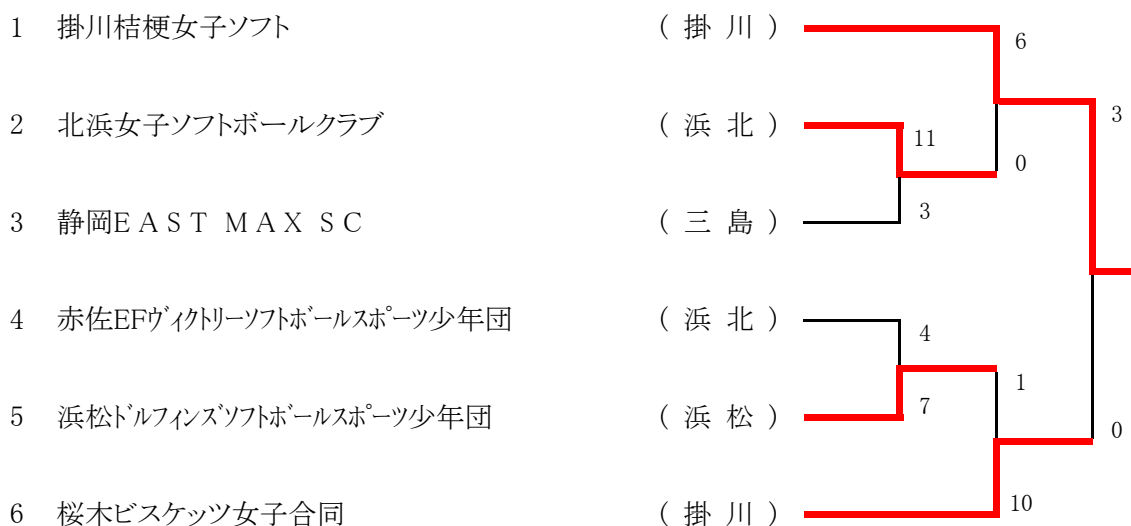 1 掛川桔梗女子ソフト ( 掛 川 ) 6
3
2 北浜女子ソフトボールクラブ ( 浜 北 ) 11
0
3 静岡EAST MAX SC ( 三 島 ) 3
4 赤佐EFヴィクトリーソフトボールスポーツ少年団 ( 浜 北 ) 4
1
5 浜松ドルフィンズソフトボールスポーツ少年団 ( 浜 松 ) 7
0
6 桜木ビスケッツ女子合同 ( 掛 川 ) 10